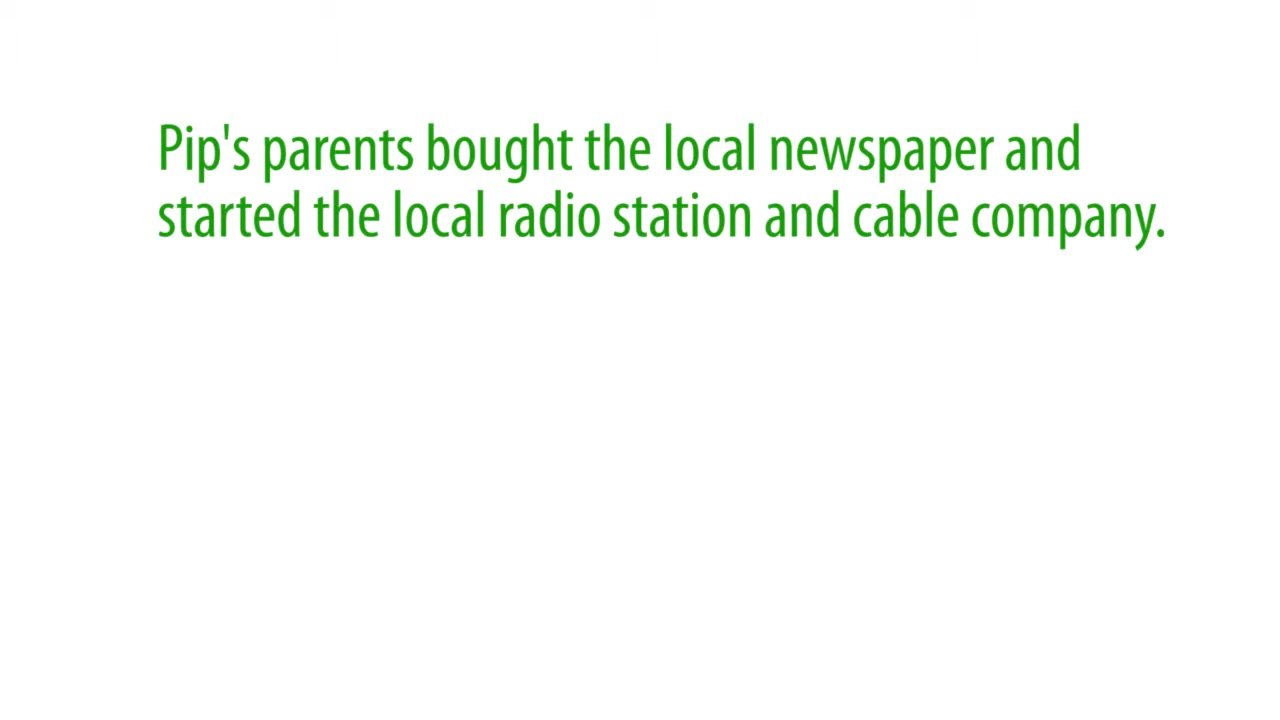 Pip's parents bought the local newspaper and
started the local radio station and cable company.